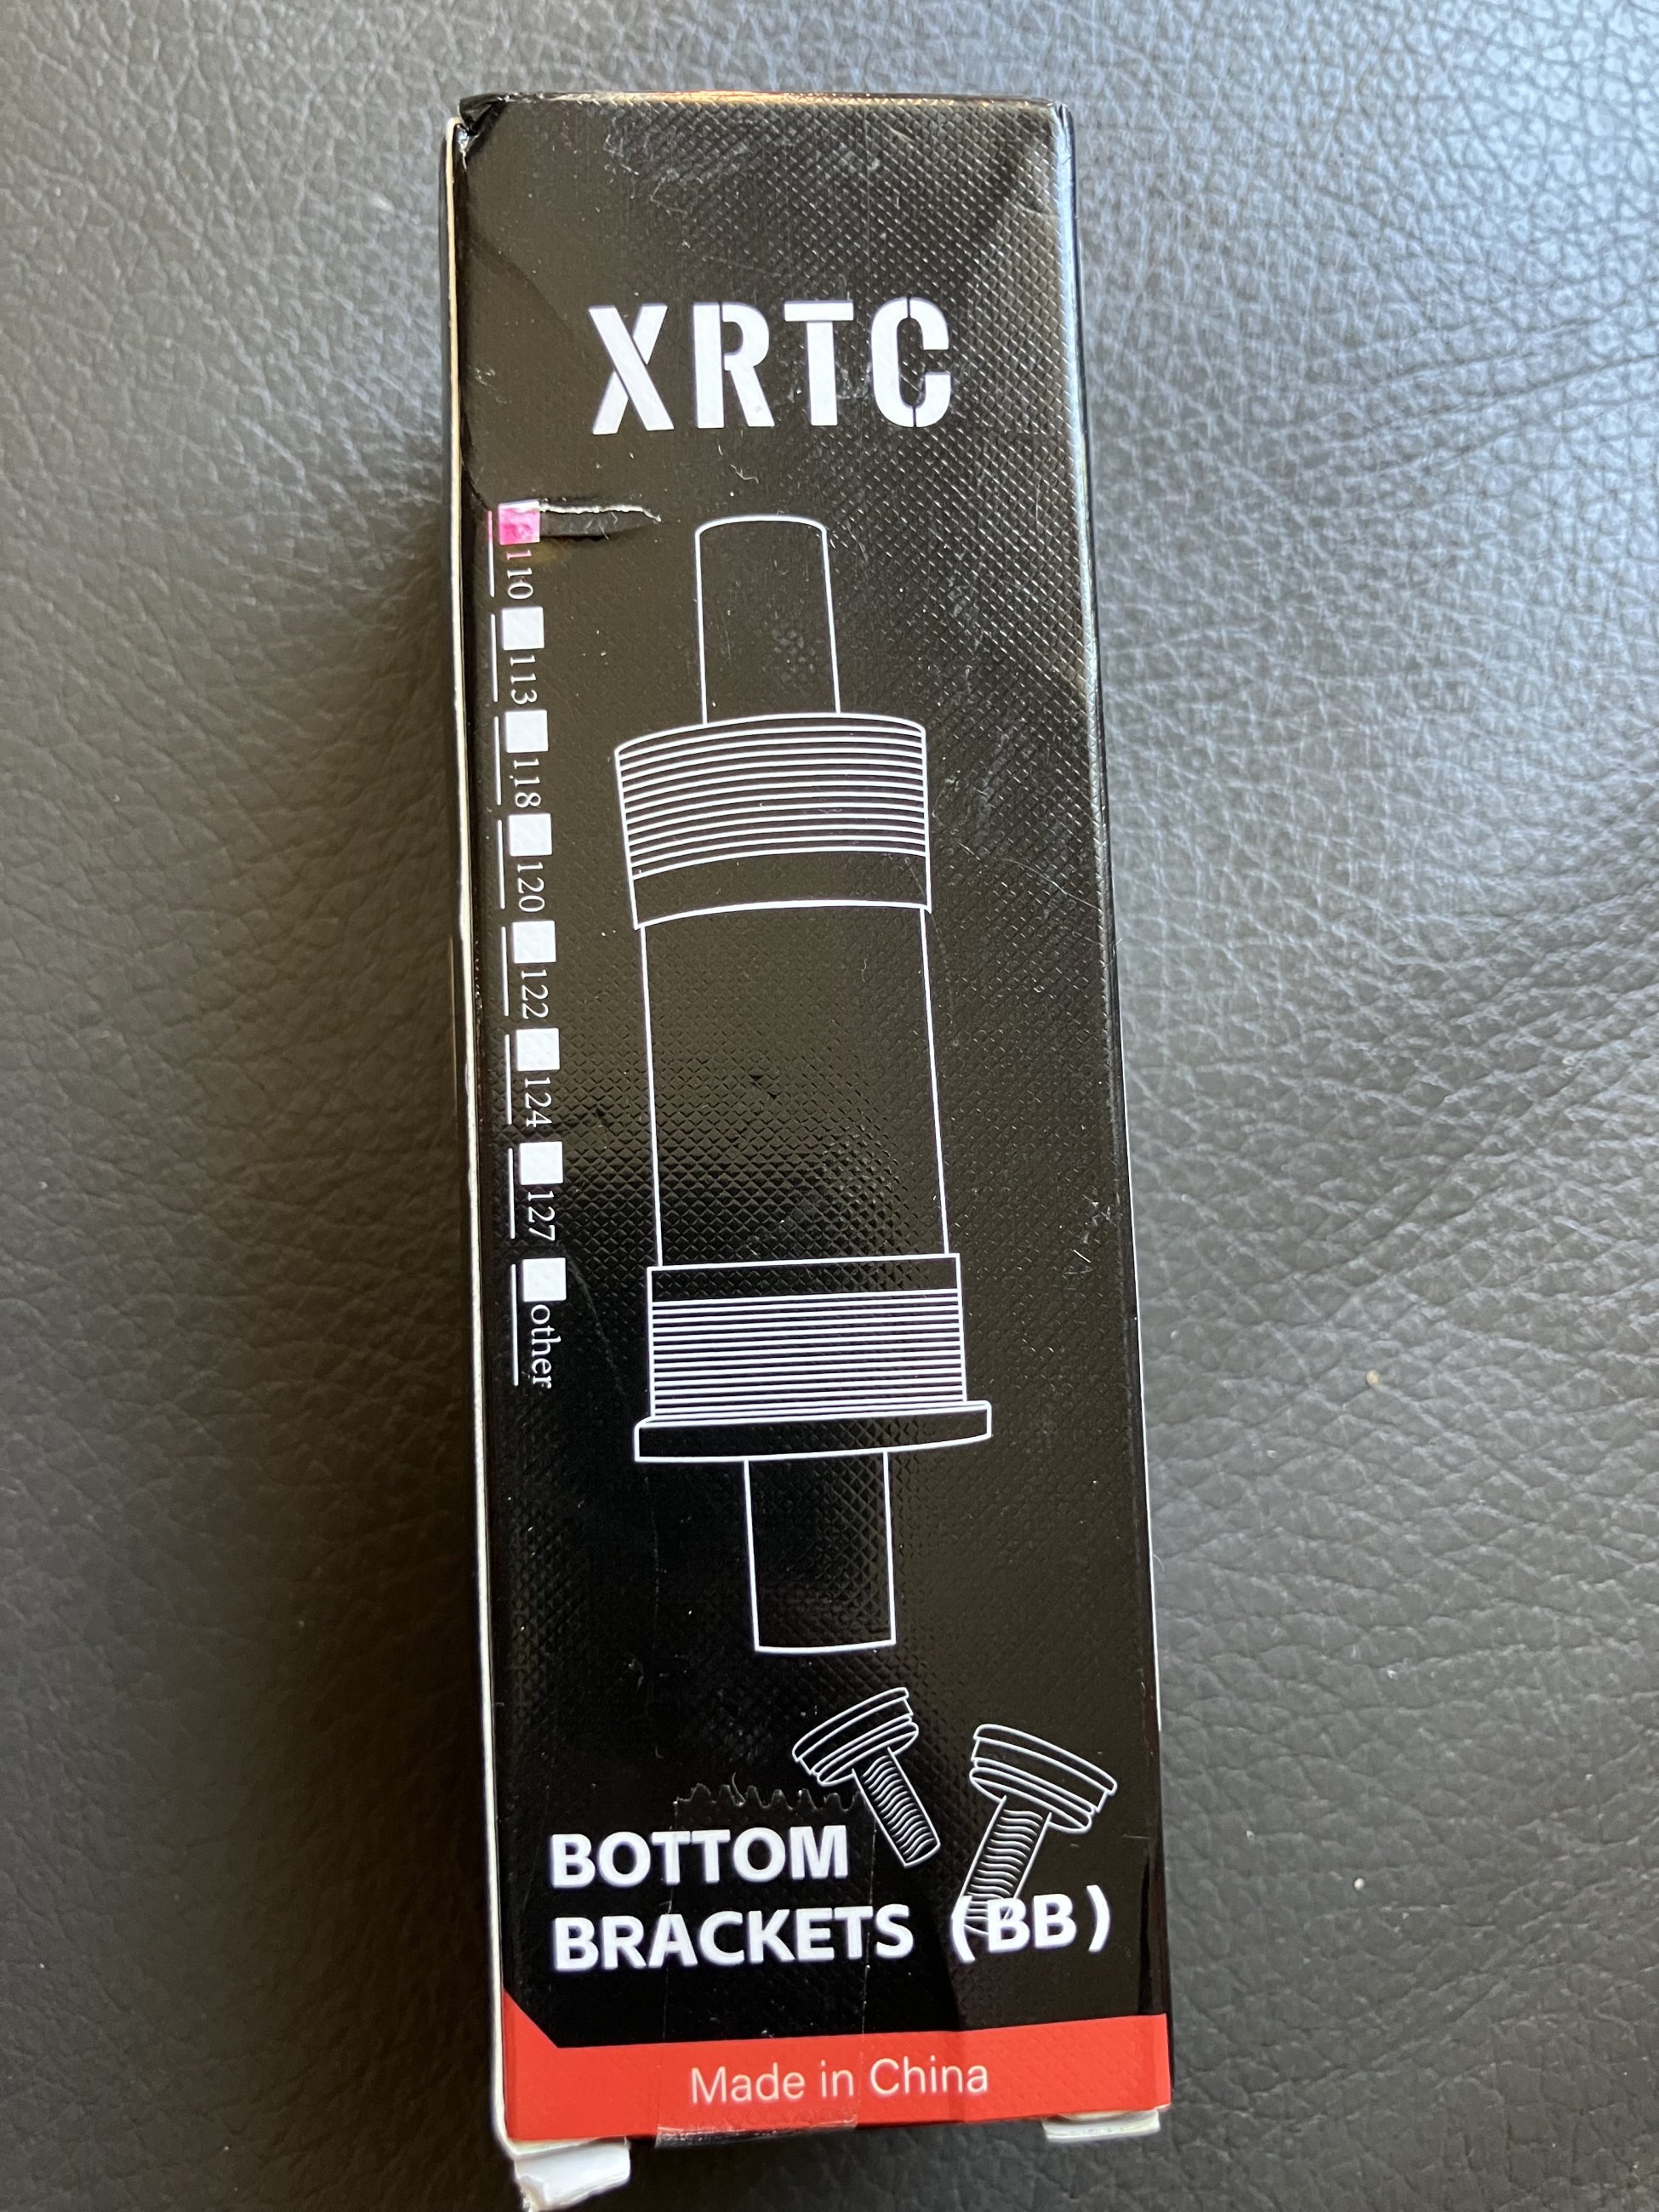 XRTC
110 113 118 120 122 124 127 other
BOTTOM
BRACKETS (BB)
Made in China